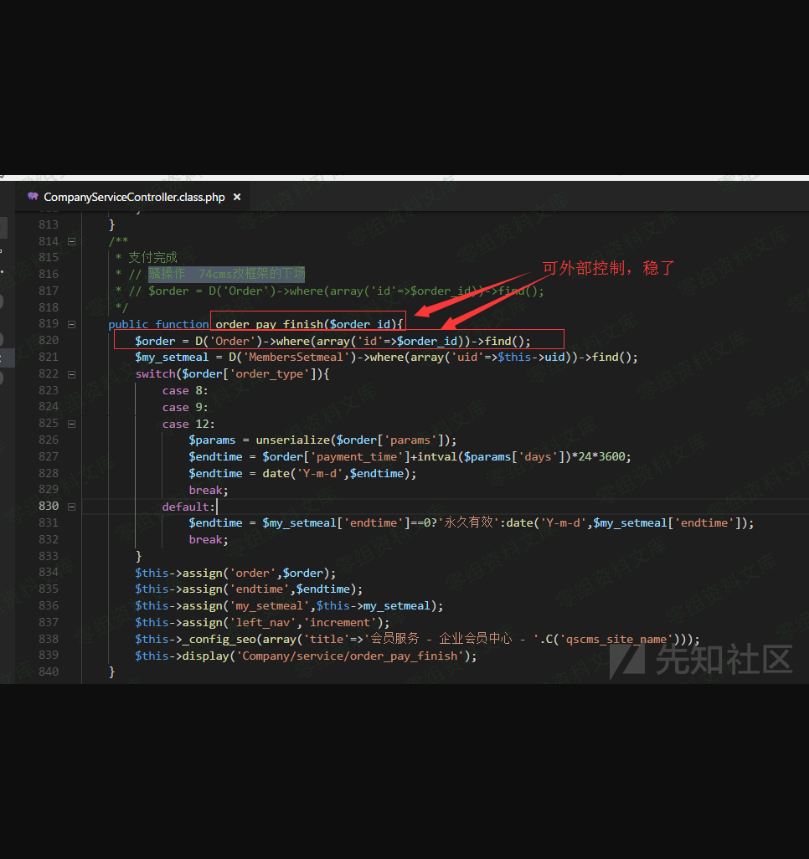 CompanyServiceController.class.php ×
813 }
814 /**
815 * 支付完成
816 * // 骚操作 74cms改框架的下场
可外部控制，稳了
817 * // $order = D('Order')->where(array('id'=>$order_id))->find();
818 */
819 public function order_pay_finish($order_id){
820 $order = D('Order')->where(array('id'=>$order_id))->find();
821 $my_setmeal = D('MembersSetmeal')->where(array('uid'=>$this->uid))->find();
822 switch($order['order_type']){
823 case 8:
824 case 9:
825 case 12:
826 $params = unserialize($order['params']);
827 $endtime = $order['payment_time']+intval($params['days'])*24*3600;
828 $endtime = date('Y-m-d',$endtime);
829 break;
830 default:
831 $endtime = $my_setmeal['endtime']==0?'永久有效':date('Y-m-d',$my_setmeal['endtime']);
832 break;
833 }
834 $this->assign('order',$order);
835 $this->assign('endtime',$endtime);
836 $this->assign('my_setmeal',$this->my_setmeal);
837 $this->assign('left_nav','increment');
838 $this->_config_seo(array('title'=>'会员服务 - 企业会员中心 - '.C('qscms_site_name')));
839 $this->display('Company/service/order_pay_finish');
840 }
先知社区